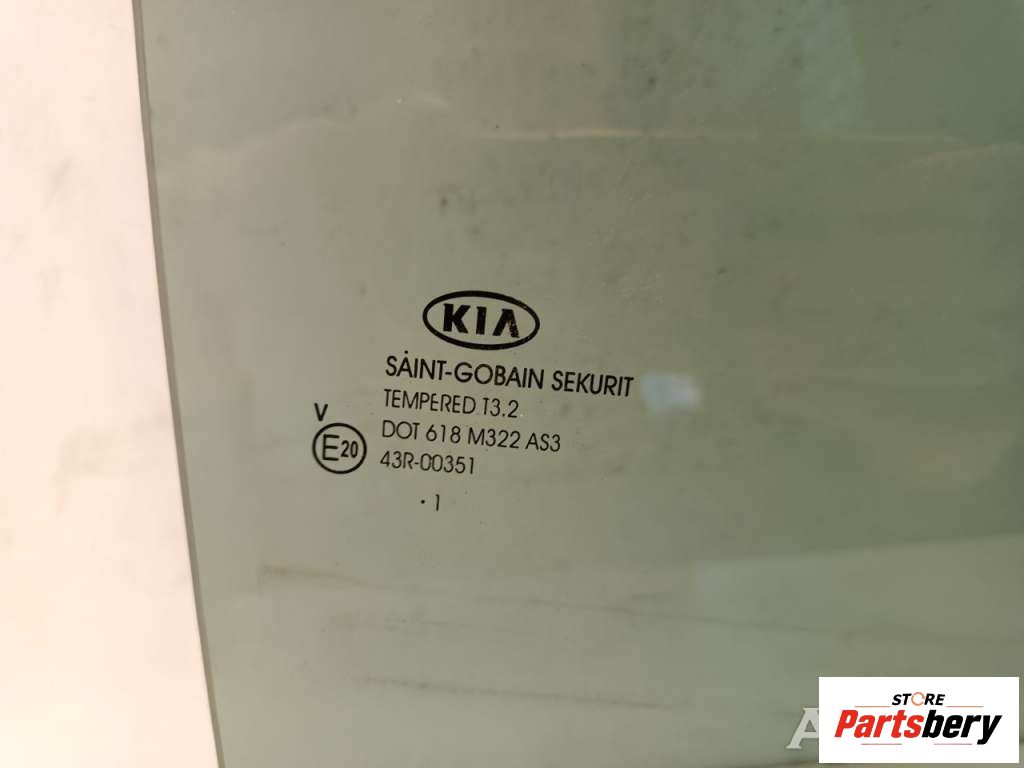 KIA
SAINT-GOBAIN SEKURIT
TEMPERED T3.2
V
DOT 618 M322 AS3
E20
43R-00351
· 1
STORE
Partsbery